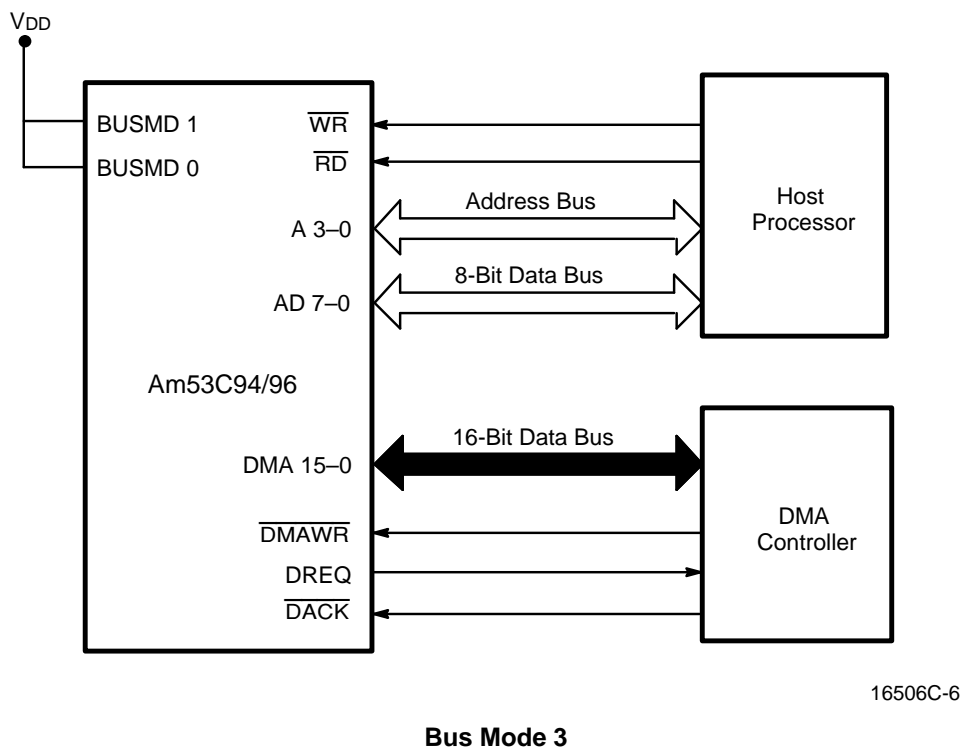 VDD
BUSMD 1
BUSMD 0
WR
RD
A 3–0
AD 7–0
Am53C94/96
DMA 15–0
DMAWR
DREQ
DACK
Address Bus
8-Bit Data Bus
16-Bit Data Bus
Host
Processor
DMA
Controller
16506C-6
Bus Mode 3